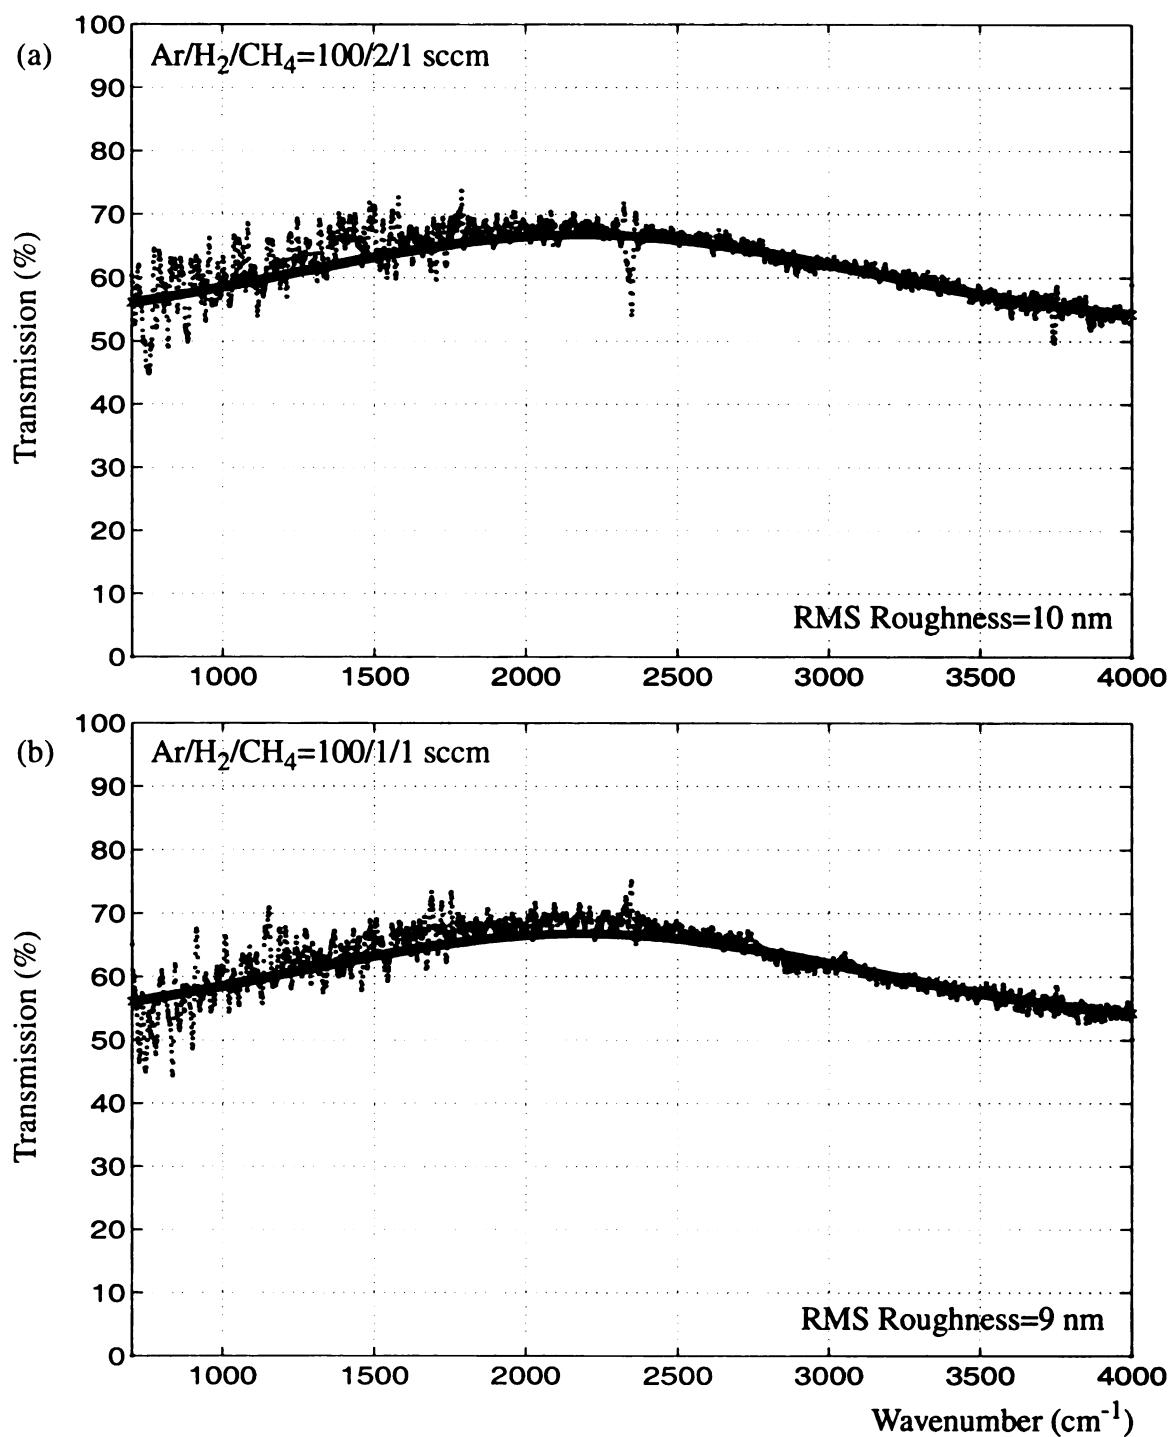 (a)
Ar/H2/CH4=100/2/1 sccm
100
90
80
70
60
50
40
30
20
10
0
Transmission (%)
RMS Roughness=10 nm
1000 1500 2000 2500 3000 3500 4000
(b)
Ar/H2/CH4=100/1/1 sccm
100
90
80
70
60
50
40
30
20
10
0
Transmission (%)
RMS Roughness=9 nm
1000 1500 2000 2500 3000 3500 4000
Wavenumber (cm-1)